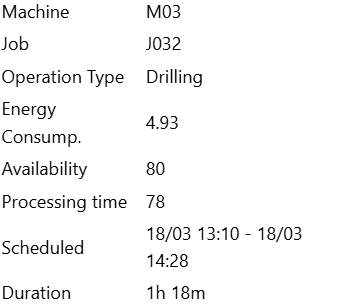 Machine M03
Job J032
Operation Type Drilling
Energy
Consump. 4.93
Availability 80
Processing time 78
Scheduled 18/03 13:10 - 18/03
14:28
Duration 1h 18m